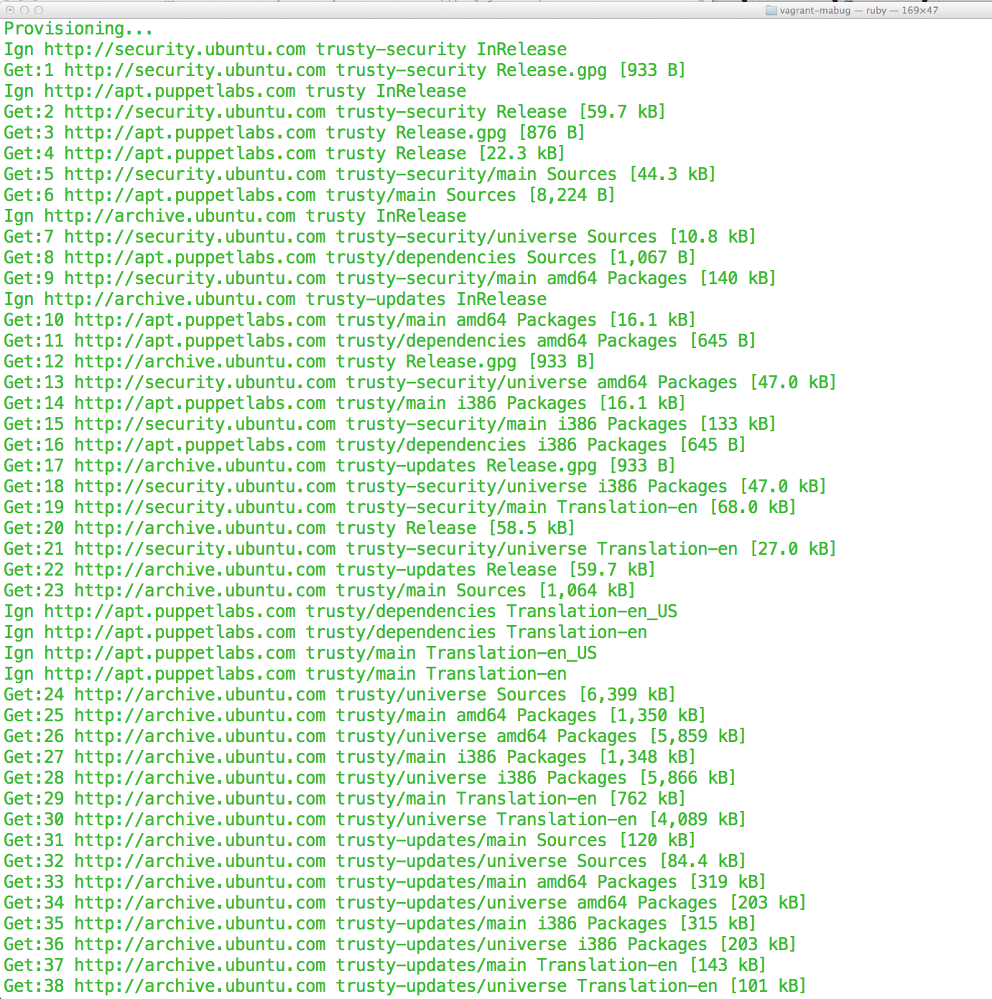 vagrant-mabug — ruby — 169×47
Provisioning...
Ign http://security.ubuntu.com trusty-security InRelease
Get:1 http://security.ubuntu.com trusty-security Release.gpg [933 B]
Ign http://apt.puppetlabs.com trusty InRelease
Get:2 http://security.ubuntu.com trusty-security Release [59.7 kB]
Get:3 http://apt.puppetlabs.com trusty Release.gpg [876 B]
Get:4 http://apt.puppetlabs.com trusty Release [22.3 kB]
Get:5 http://security.ubuntu.com trusty-security/main Sources [44.3 kB]
Get:6 http://apt.puppetlabs.com trusty/main Sources [8,224 B]
Ign http://archive.ubuntu.com trusty InRelease
Get:7 http://security.ubuntu.com trusty-security/universe Sources [10.8 kB]
Get:8 http://apt.puppetlabs.com trusty/dependencies Sources [1,067 B]
Get:9 http://security.ubuntu.com trusty-security/main amd64 Packages [140 kB]
Ign http://archive.ubuntu.com trusty-updates InRelease
Get:10 http://apt.puppetlabs.com trusty/main amd64 Packages [16.1 kB]
Get:11 http://apt.puppetlabs.com trusty/dependencies amd64 Packages [645 B]
Get:12 http://archive.ubuntu.com trusty Release.gpg [933 B]
Get:13 http://security.ubuntu.com trusty-security/universe amd64 Packages [47.0 kB]
Get:14 http://apt.puppetlabs.com trusty/main i386 Packages [16.1 kB]
Get:15 http://security.ubuntu.com trusty-security/main i386 Packages [133 kB]
Get:16 http://apt.puppetlabs.com trusty/dependencies i386 Packages [645 B]
Get:17 http://archive.ubuntu.com trusty-updates Release.gpg [933 B]
Get:18 http://security.ubuntu.com trusty-security/universe i386 Packages [47.0 kB]
Get:19 http://security.ubuntu.com trusty-security/main Translation-en [68.0 kB]
Get:20 http://archive.ubuntu.com trusty Release [58.5 kB]
Get:21 http://security.ubuntu.com trusty-security/universe Translation-en [27.0 kB]
Get:22 http://archive.ubuntu.com trusty-updates Release [59.7 kB]
Get:23 http://archive.ubuntu.com trusty/main Sources [1,064 kB]
Ign http://apt.puppetlabs.com trusty/dependencies Translation-en_US
Ign http://apt.puppetlabs.com trusty/dependencies Translation-en
Ign http://apt.puppetlabs.com trusty/main Translation-en_US
Ign http://apt.puppetlabs.com trusty/main Translation-en
Get:24 http://archive.ubuntu.com trusty/universe Sources [6,399 kB]
Get:25 http://archive.ubuntu.com trusty/main amd64 Packages [1,350 kB]
Get:26 http://archive.ubuntu.com trusty/universe amd64 Packages [5,859 kB]
Get:27 http://archive.ubuntu.com trusty/main i386 Packages [1,348 kB]
Get:28 http://archive.ubuntu.com trusty/universe i386 Packages [5,866 kB]
Get:29 http://archive.ubuntu.com trusty/main Translation-en [762 kB]
Get:30 http://archive.ubuntu.com trusty/universe Translation-en [4,089 kB]
Get:31 http://archive.ubuntu.com trusty-updates/main Sources [120 kB]
Get:32 http://archive.ubuntu.com trusty-updates/universe Sources [84.4 kB]
Get:33 http://archive.ubuntu.com trusty-updates/main amd64 Packages [319 kB]
Get:34 http://archive.ubuntu.com trusty-updates/universe amd64 Packages [203 kB]
Get:35 http://archive.ubuntu.com trusty-updates/main i386 Packages [315 kB]
Get:36 http://archive.ubuntu.com trusty-updates/universe i386 Packages [203 kB]
Get:37 http://archive.ubuntu.com trusty-updates/main Translation-en [143 kB]
Get:38 http://archive.ubuntu.com trusty-updates/universe Translation-en [101 kB]